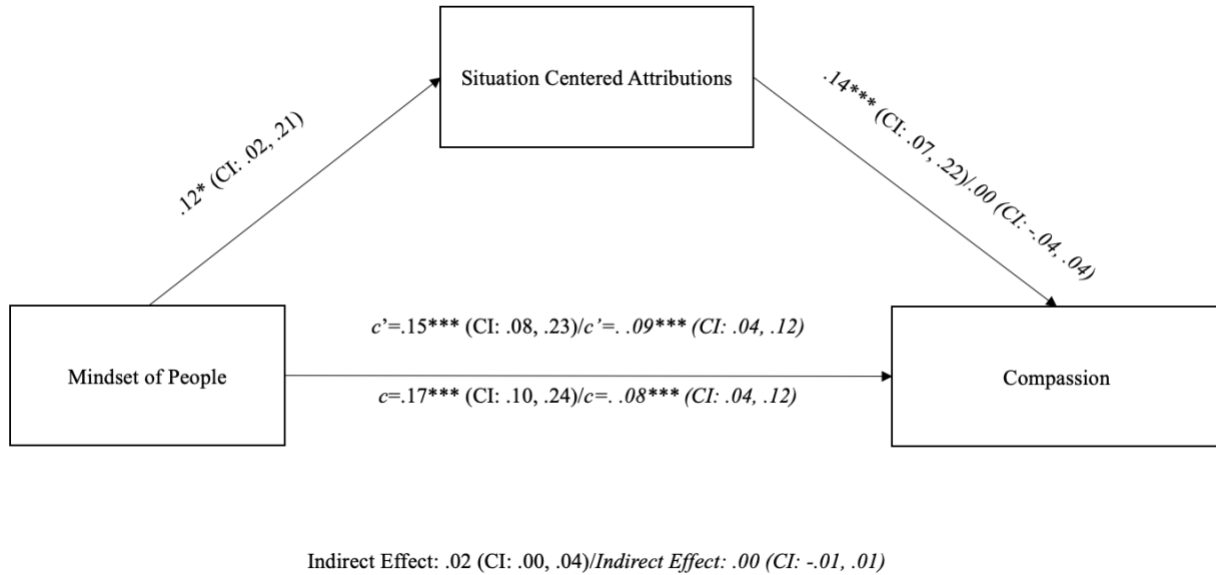 Situation Centered Attributions
.12* (CI: .02, .21)
.14*** (CI: .07, .22)/.00 (CI: -.04, .04)
Mindset of People
c’=.15*** (CI: .08, .23)/c’=. .09*** (CI: .04, .12)
c=.17*** (CI: .10, .24)/c=. .08*** (CI: .04, .12)
Compassion
Indirect Effect: .02 (CI: .00, .04)/Indirect Effect: .00 (CI: -.01, .01)